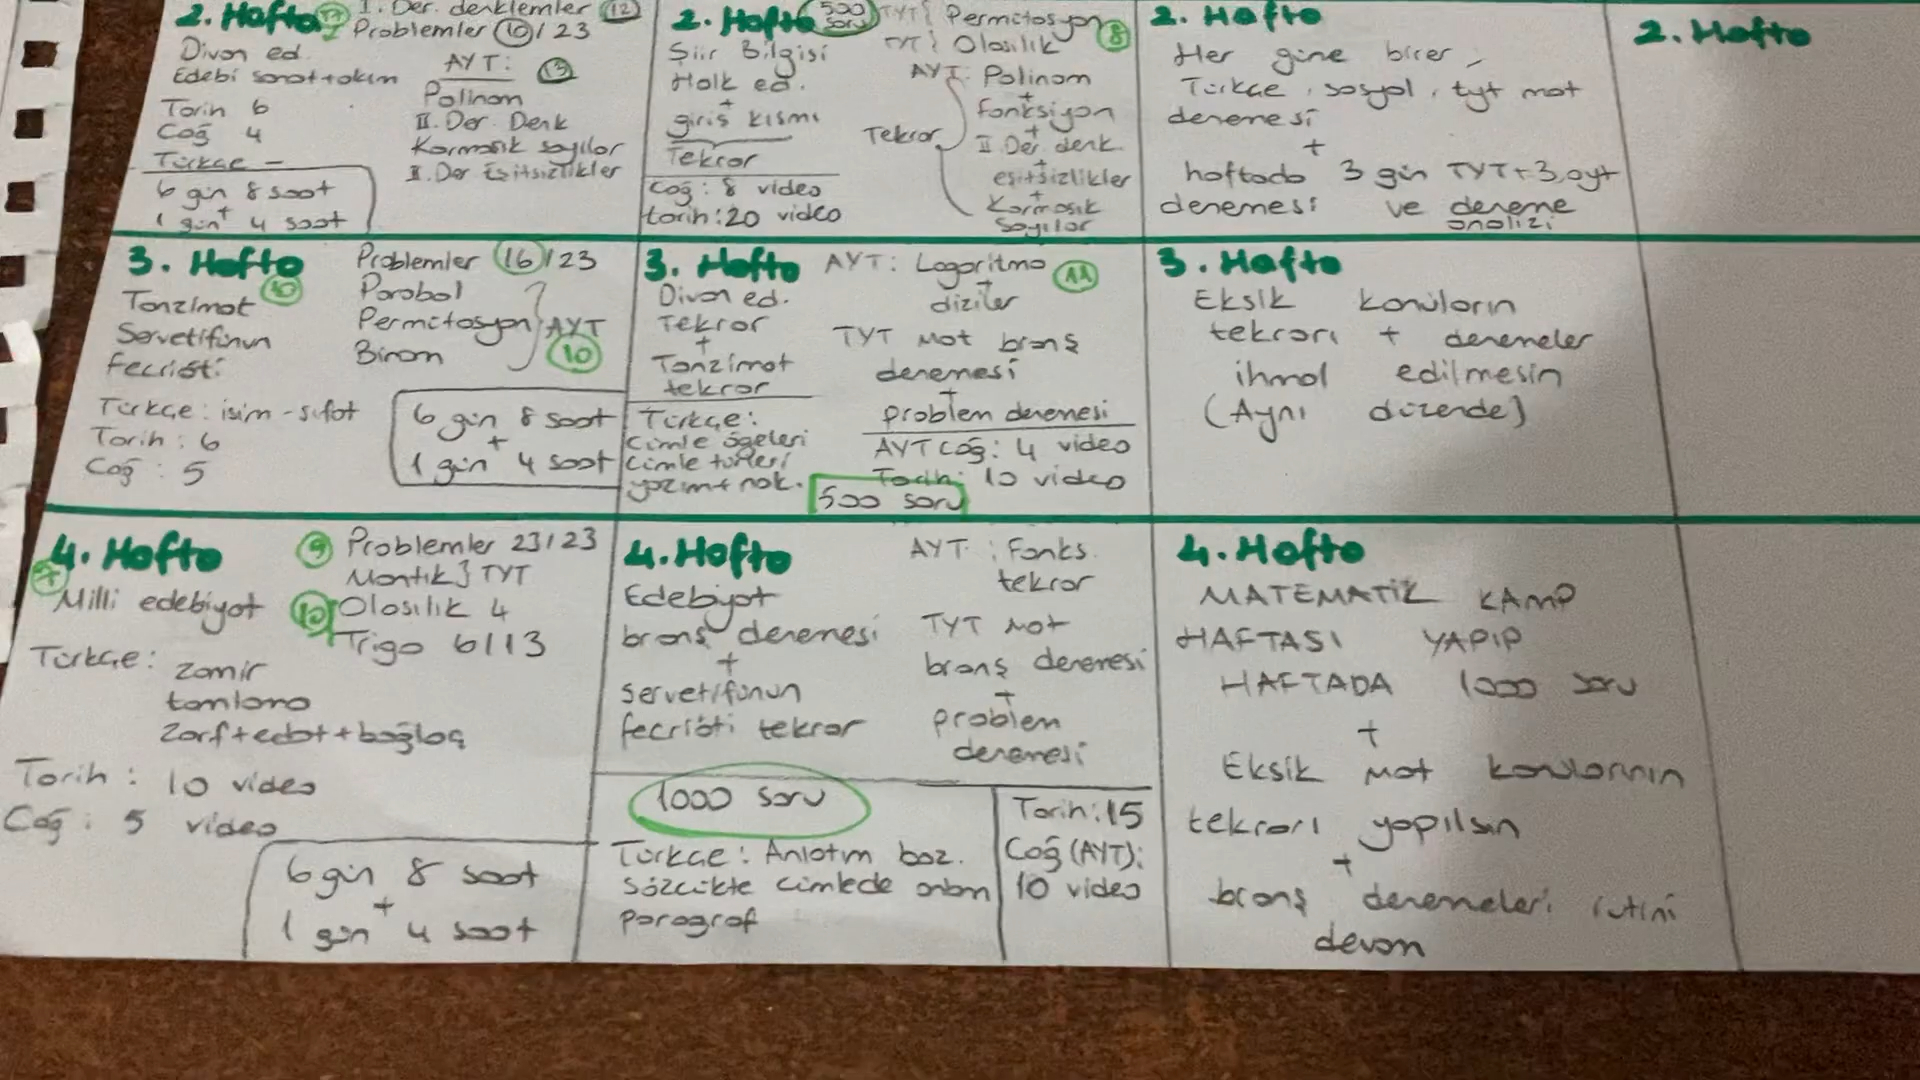 2. Hafta
1. Der. denklemler 12
Problemler 10/23
Divan ed.
Edebi sanat+akım
Tarih 6
Coğ 4
Türkçe -
6 gün 8 saat
+
1 gün 4 saat
AYT: 13
Polinom
II. Der. Denk
Karmaşık sayılar
II. Der Eşitsizlikler
2. Hafta
500 soru
TYT { Permütasyon
TYT { Olasılık
8
Şiir Bilgisi
Halk ed.
+
giriş kısmı
Tekrar
Coğ: 8 video
tarih: 20 video
AYT: Polinom
+
fonksiyon
+
II Der. denk
+
eşitsizlikler
+
Karmaşık
Sayılar
Tekrar
2. Hafta
Her güne birer
Türkçe, sosyal, tyt mat
denemesi
+
haftada 3 gün TYT+3 ayt
denemesi ve deneme
analizi
2. Hafta
3. Hafta
10
Tanzimat
Servetifünun
fecriati
Türkçe: isim-sıfat
Tarih: 6
Coğ: 5
Problemler 16/23
Parabol
Permütasyon
Binom
AYT
10
6 gün 8 saat
+
1 gün 4 saat
3. Hafta
Divan ed.
Tekrar
+
Tanzimat
tekrar
Türkçe:
Cümle ögeleri
Cümle türleri
yazım+nok.
AYT: Logaritma 11
+
diziler
TYT Mat branş
denemesi
+
problem denemesi
AYT Coğ: 4 video
Tarih: 10 video
500 soru
3. Hafta
Eksik konuların
tekrarı + denemeler
ihmal edilmesin
(Aynı düzende)
4. Hafta
7
Milli edebiyat
Türkçe: zamir
tamlama
Zarf+edat+bağlaç
Tarih: 10 video
Coğ: 5 video
9 Problemler 23/23
Mantık } TYT
10 Olasılık 4
Trigo 6/13
6 gün 8 saat
+
1 gün 4 saat
4. Hafta
Edebiyat
branş denemesi
+
servetifünun
fecriati tekrar
AYT: Fonks.
tekrar
TYT Mat
branş denemesi
+
problem
denemesi
1000 soru
Türkçe: Anlatım boz.
Sözcükte cümlede anlam
paragraf
Tarih: 15
Coğ (AYT):
10 video
4. Hafta
MATEMATİK KAMP
HAFTASI YAPIP
HAFTADA 1000 soru
+
Eksik Mat konularının
tekrarı yapılsın
+
branş denemeleri rutini
devam